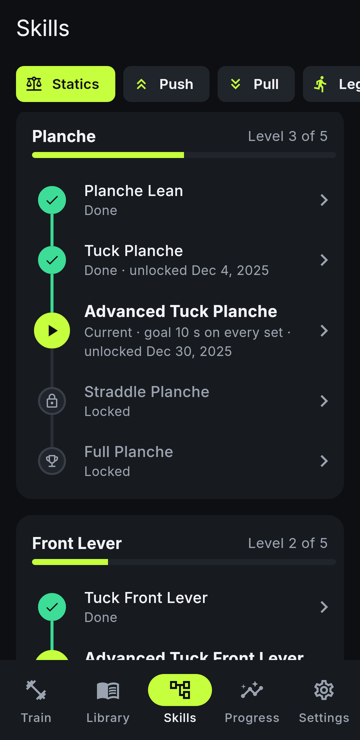 Skills
Statics
Push
Pull
Leg
Planche
Level 3 of 5
Planche Lean
Done
Tuck Planche
Done · unlocked Dec 4, 2025
Advanced Tuck Planche
Current · goal 10 s on every set ·
unlocked Dec 30, 2025
Straddle Planche
Locked
Full Planche
Locked
Front Lever
Level 2 of 5
Tuck Front Lever
Done
Advanced Tuck Front Lever
Train
Library
Skills
Progress
Settings